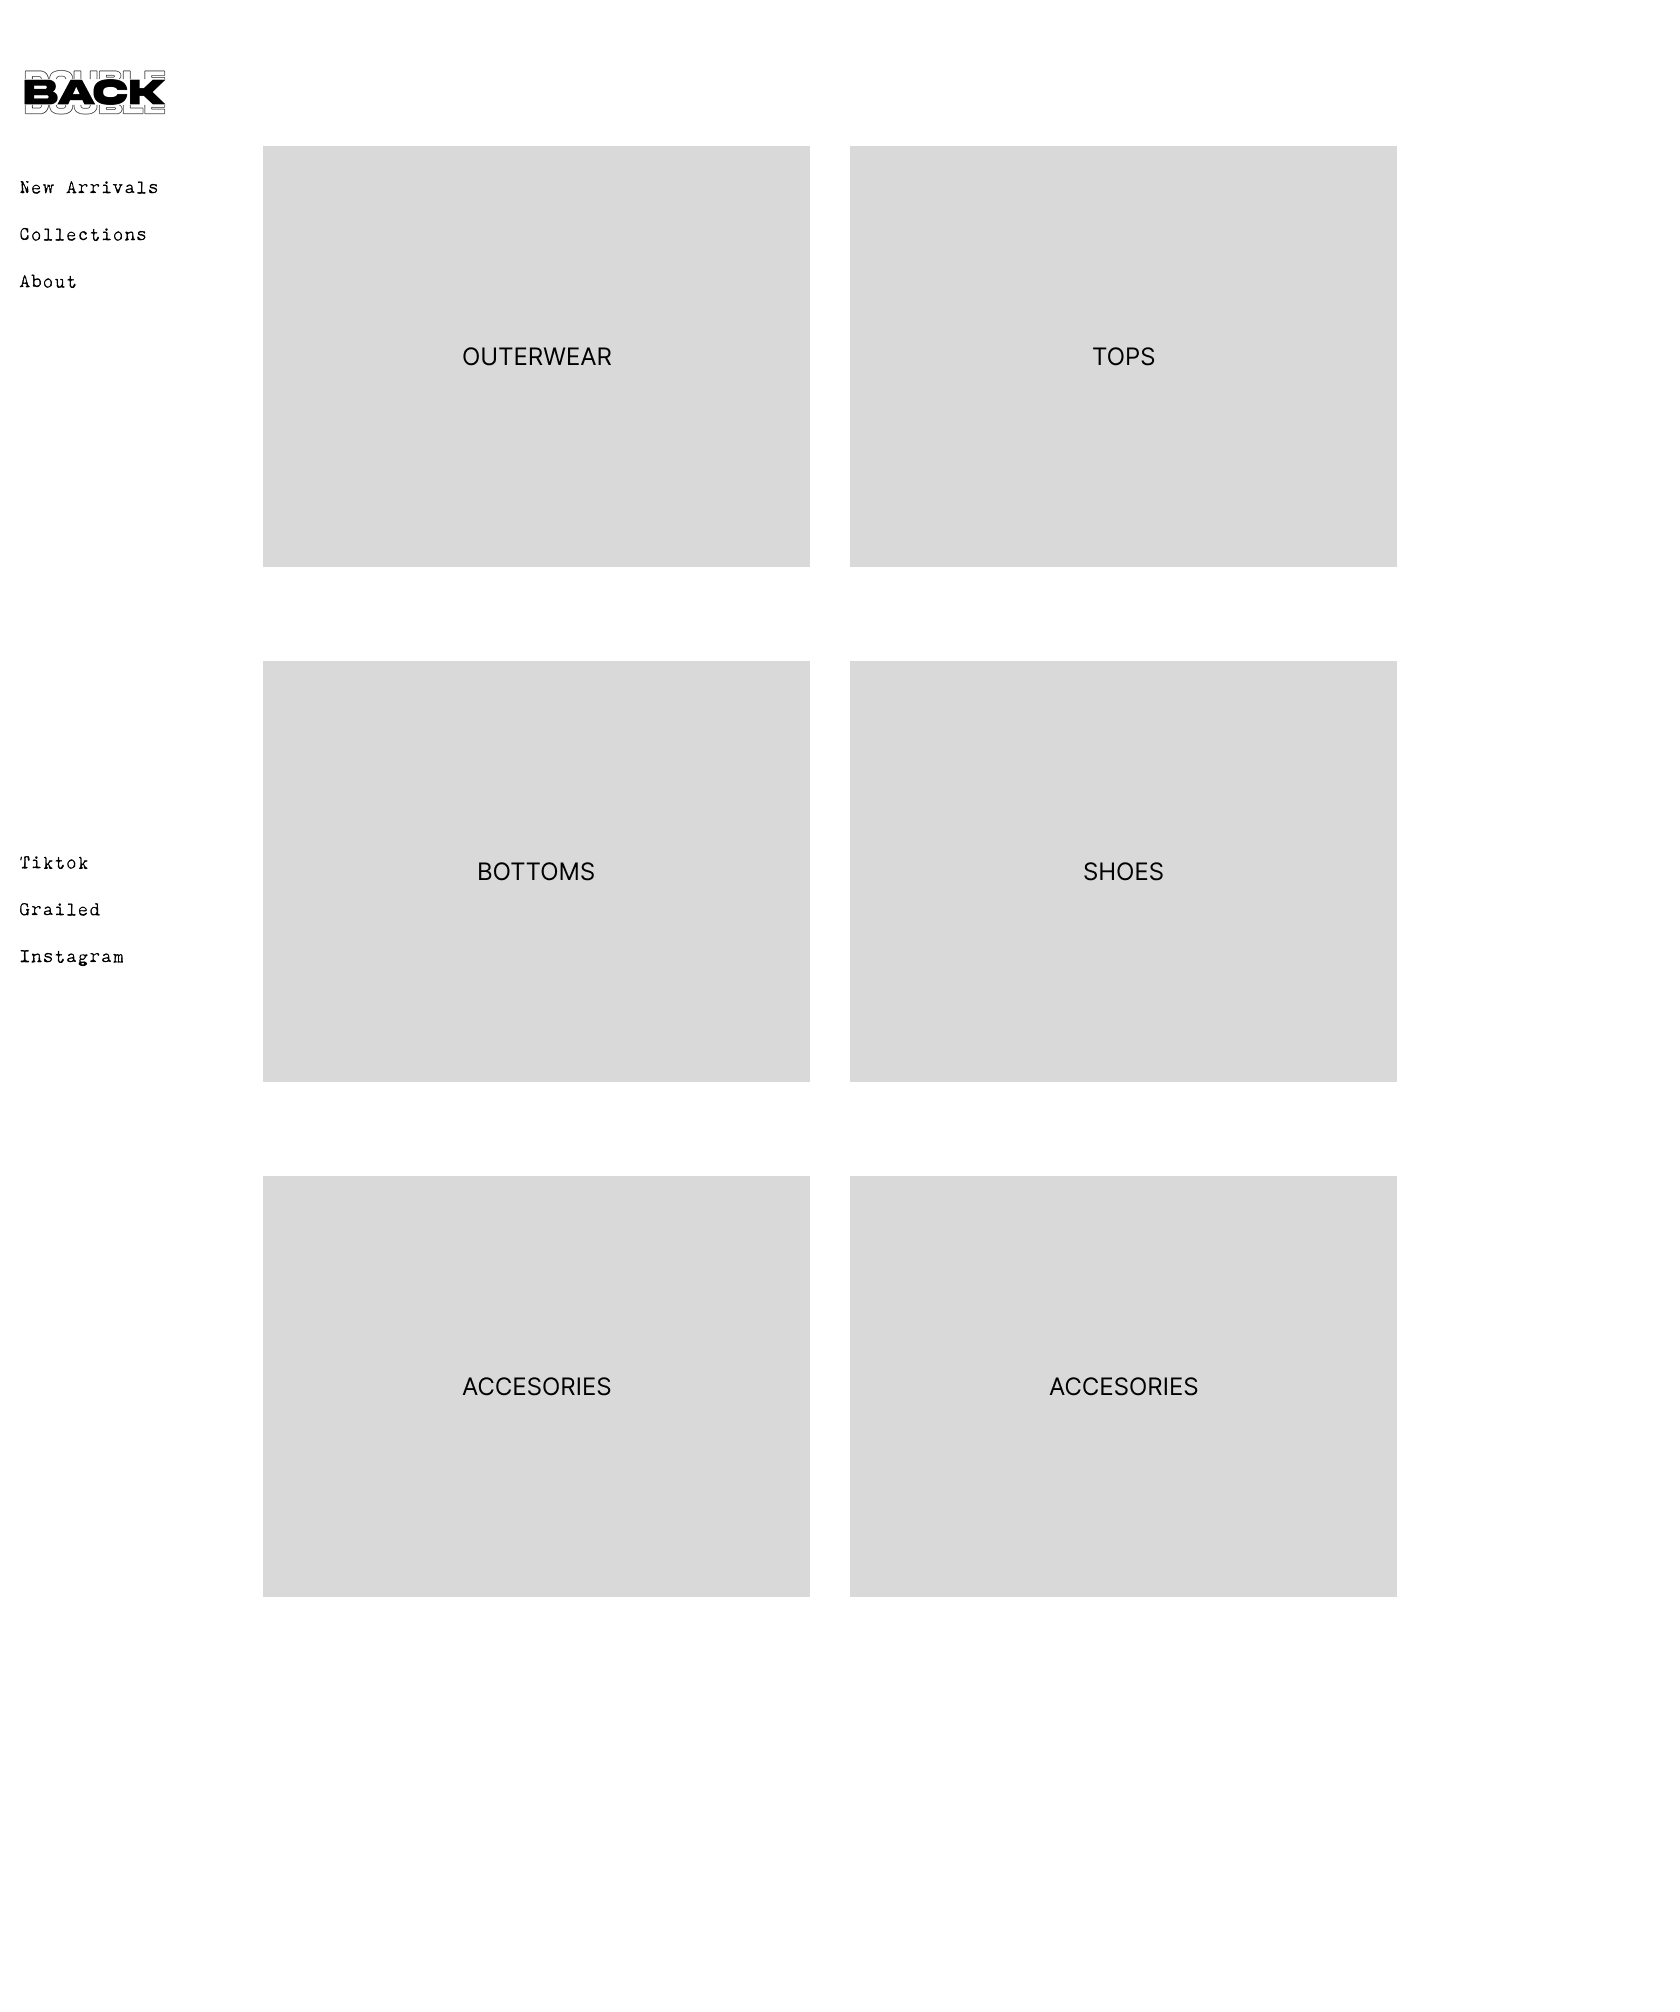 DOUBLE
BACK
DOUBLE
New Arrivals
Collections
About
OUTERWEAR
TOPS
BOTTOMS
SHOES
Tiktok
Grailed
Instagram
ACCESORIES
ACCESORIES